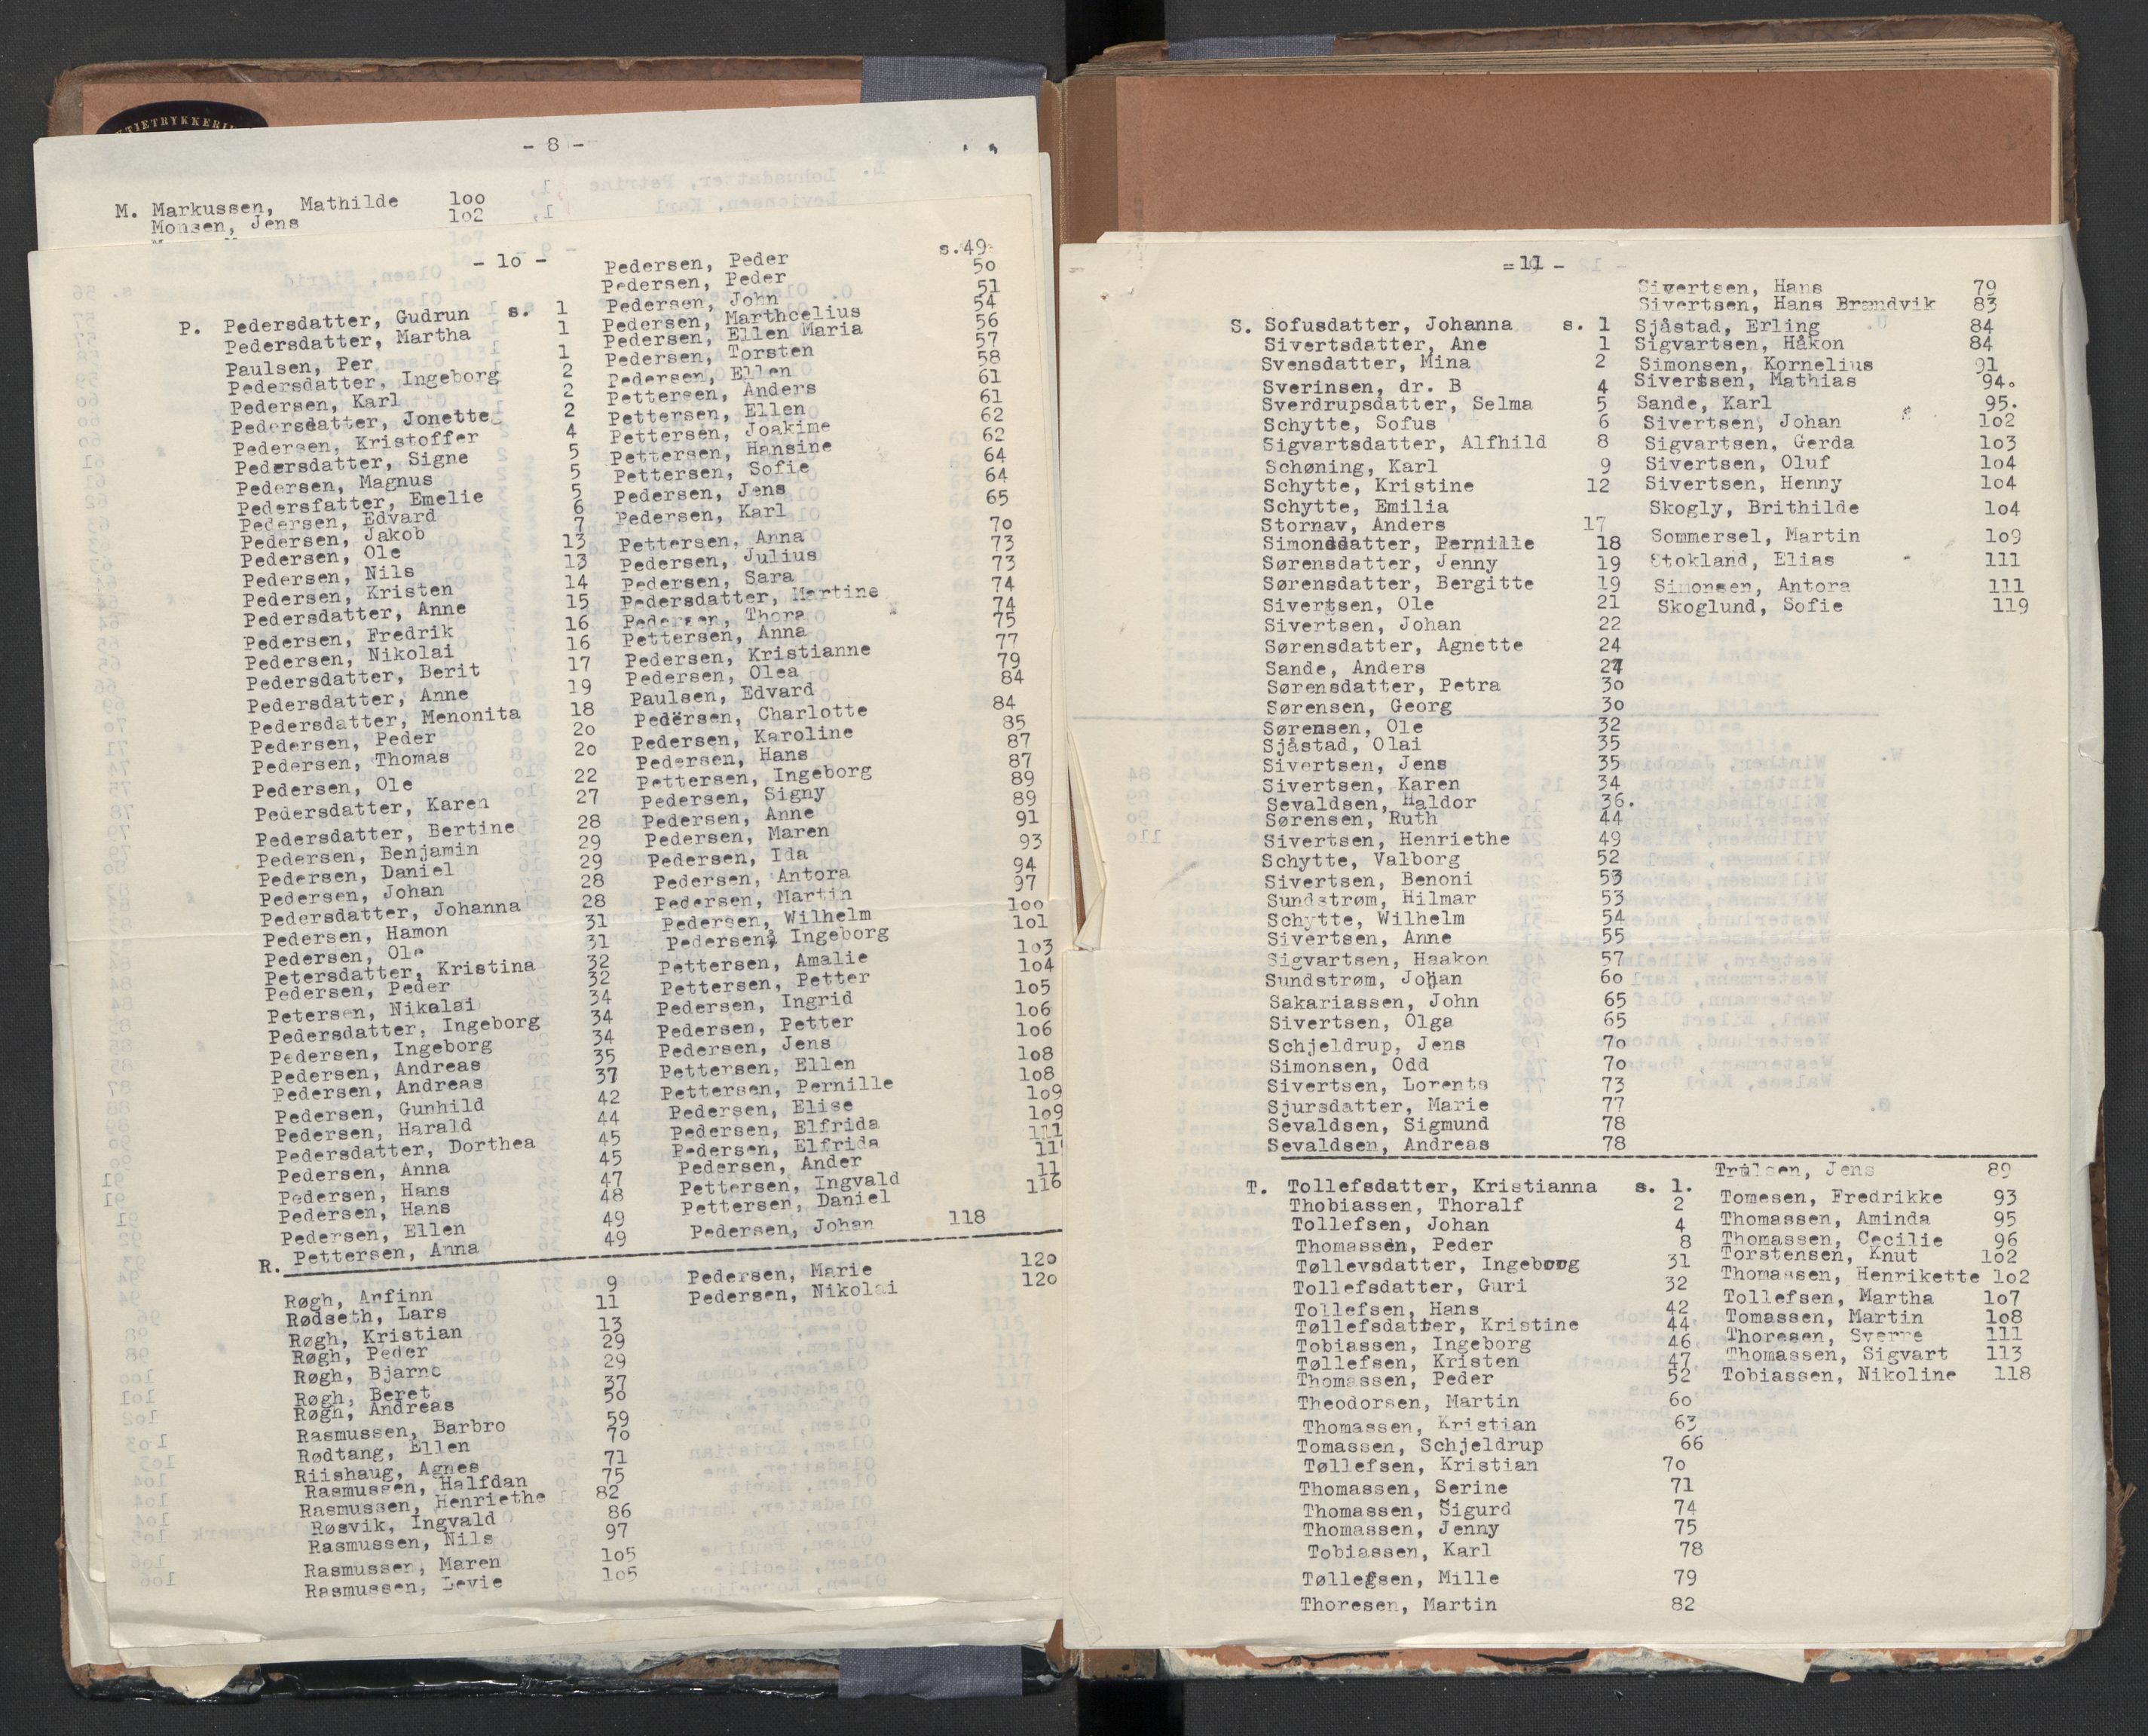 - 8 -
M. Markussen, Mathilde 1oo
Monsen, Jens 1o2
- 1o -
P. Pedersdatter, Gudrun s. 1
Pedersdatter, Martha 1
Paulsen, Per 1
Pedersdatter, Ingeborg 2
Pedersen, Karl 2
Pedersdatter, Jonette 2
Pedersen, Kristoffer 4
Pedersdatter, Signe 5
Pedersen, Magnus 5
Pedersfatter, Emelie 5
Pedersen, Edvard 6
Pedersen, Jakob 7
Pedersen, Ole 13
Pedersen, Nils 13
Pedersen, Kristen 14
Pedersdatter, Anne 15
Pedersen, Fredrik 16
Pedersen, Nikolai 16
Pedersdatter, Berit 17
Pedersdatter, Anne 19
Pedersdatter, Menonita 18
Pedersen, Peder 2o
Pedersen, Thomas 2o
Pedersen, Ole 22
Pedersdatter, Karen 27
Pedersdatter, Bertine 28
Pedersen, Benjamin 29
Pedersen, Daniel 29
Pedersen, Johan 28
Pedersdatter, Johanna 28
Pedersen, Hamon 31
Pedersen, Ole 31
Petersdatter, Kristina 32
Pedersen, Peder 32
Petersen, Nikolai 34
Pedersdatter, Ingeborg 34
Pedersen, Ingeborg 34
Pedersen, Andreas 35
Pedersen, Andreas 37
Pedersen, Gunhild 42
Pedersen, Harald 44
Pedersdatter, Dorthea 45
Pedersen, Anna 45
Pedersen, Hans 47
Pedersen, Hans 48
Pedersen, Ellen 49
Pettersen, Anna 49
Pedersen, Peder s.49
Pedersen, Peder 5o
Pedersen, John 51
Pedersen, Marthcelius 54
Pedersen, Ellen Maria 56
Pedersen, Torsten 57
Pedersen, Ellen 58
Pettersen, Anders 61
Pettersen, Ellen 61
Pettersen, Joakime 62
Pettersen, Hansine 62
Pettersen, Sofie 64
Pedersen, Jens 64
Pedersen, Karl 65
Pettersen, Anna 7o
Pedersen, Julius 73
Pedersen, Sara 73
Pedersdatter, Martine 74
Pedersen, Thora 74
Pettersen, Anna 75
Pedersen, Kristianne 77
Pedersen, Olea 79
Paulsen, Edvard 84
Pedersen, Charlotte 84
Pedersen, Karoline 85
Pedersen, Hans 87
Pettersen, Ingeborg 87
Pedersen, Signy 89
Pedersen, Anne 89
Pedersen, Maren 91
Pedersen, Ida 93
Pedersen, Antora 94
Pedersen, Martin 97
Pedersen, Wilhelm 1oo
Pedersen, Ingeborg 1o1
Pettersen, Amalie 1o3
Pettersen, Petter 1o4
Pedersen, Ingrid 1o5
Pedersen, Petter 1o6
Pedersen, Jens 1o6
Pettersen, Ellen 1o8
Pettersen, Pernille 1o8
Pedersen, Elise 1o9
Pedersen, Elfrida 1o9
Pedersen, Elfrida 111
Pedersen, Ander 11
Pettersen, Ingvald 11
Pettersen, Daniel 116
Pedersen, Johan 118
Pedersen, Marie 12o
Pedersen, Nikolai 12o
R.
Røgh, Arfinn 9
Rødseth, Lars 11
Røgh, Kristian 13
Røgh, Peder 29
Røgh, Bjarne 29
Røgh, Beret 37
Røgh, Andreas 5o
Rasmussen, Barbro 59
Rødtang, Ellen 7o
Riishaug, Agnes 71
Rasmussen, Halfdan 75
Rasmussen, Henriethe 82
Røsvik, Ingvald 86
Rasmussen, Nils 97
Rasmussen, Maren 1o5
Rasmussen, Levie 1o5
= 11 -
S. Sofusdatter, Johanna s. 1
Sivertsdatter, Ane 1
Svensdatter, Mina 2
Sverinsen, dr. B 4
Sverdrupsdatter, Selma 5
Schytte, Sofus 6
Sigvartsdatter, Alfhild 8
Schøning, Karl 9
Schytte, Kristine 12
Schytte, Emilia
Stornav, Anders 17
Simonsdatter, Pernille 18
Sørensdatter, Jenny 19
Sørensdatter, Bergitte 19
Sivertsen, Ole 21
Sivertsen, Johan 22
Sørensdatter, Agnette 24
Sande, Anders 27
Sørensdatter, Petra 3o
Sørensen, Georg 3o
Sørensen, Ole 32
Sjåstad, Olai 35
Sivertsen, Jens 35
Sivertsen, Karen 34
Sevaldsen, Haldor 36.
Sørensen, Ruth 44
Sivertsen, Henriethe 49
Schytte, Valborg 52
Sivertsen, Benoni 53
Sundstrøm, Hilmar 53
Schytte, Wilhelm 54
Sivertsen, Anne 55
Sigvartsen, Haakon 57
Sundstrøm, Johan 6o
Sakariassen, John 65
Sivertsen, Olga 65
Schjeldrup, Jens 7o
Simonsen, Odd 7o
Sivertsen, Lorents 73
Sjursdatter, Marie 77
Sevaldsen, Sigmund 78
Sevaldsen, Andreas 78
Sivertsen, Hans 79
Sivertsen, Hans Brændvik 83
Sjåstad, Erling 84
Sigvartsen, Håkon 84
Simonsen, Kornelius 91
Sivertsen, Mathias 94.
Sande, Karl 95.
Sivertsen, Johan 1o2
Sigvartsen, Gerda 1o3
Sivertsen, Oluf 1o4
Sivertsen, Henny 1o4
Skogly, Brithilde 1o4
Sommersel, Martin 1o9
Stokland, Elias 111
Simonsen, Antora 111
Skoglund, Sofie 119
T. Tollefsdatter, Kristianna s. 1.
Thobiassen, Thoralf 2
Tollefsen, Johan 4
Thomassen, Peder 8
Tøllevsdatter, Ingeborg 31
Tollefsdatter, Guri 32
Tollefsen, Hans 42
Tøllefsdatter, Kristine 44
Tobiassen, Ingeborg 46
Tøllefsen, Kristen 47
Thomassen, Peder 52
Theodorsen, Martin 6o
Thomassen, Kristian 63
Tomassen, Schjeldrup 66
Tøllefsen, Kristian 7o
Thomassen, Serine 71
Thomassen, Sigurd 74
Thomassen, Jenny 75
Tobiassen, Karl 78
Tøllefsen, Mille 79
Thoresen, Martin 82
Trulsen, Jens 89
Tomesen, Fredrikke 93
Thomassen, Aminda 95
Thomassen, Cecilie 96
Torstensen, Knut 1o2
Thomassen, Henrikette 1o2
Tollefsen, Martha 1o7
Tomassen, Martin 1o8
Thoresen, Sverre 111
Thomassen, Sigvart 113
Tobiassen, Nikoline 118